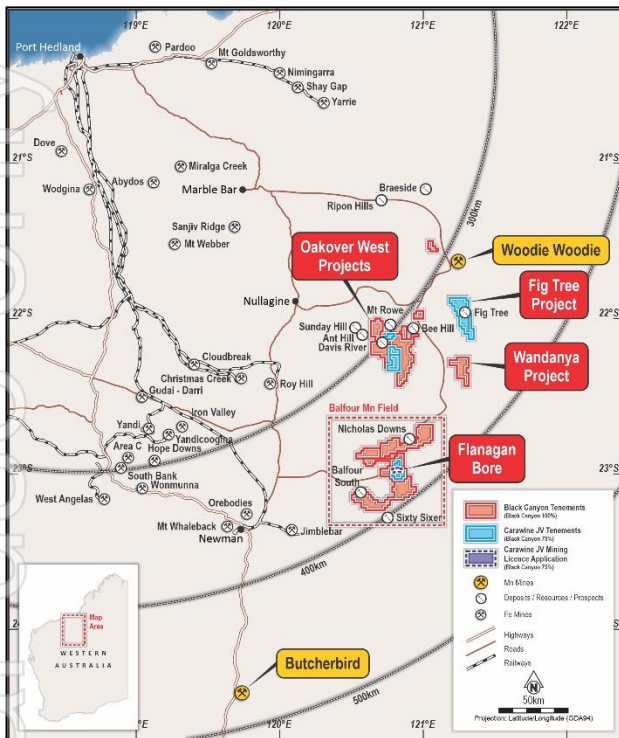 119°E
120°E
121°E
Port Hedland
Pardoo
Mt Goldsworthy
Nimingarra
Shay Gap
Yarrie
Dove
21°S
21°S
Miralga Creek
Abydos
Wodgina
Marble Bar
Braeside
Ripon Hills
300km
Sanjiv Ridge
Mt Webber
Oakover West
Projects
Woodie Woodie
Fig Tree
Project
Nullagine
22°S
22°S
Mt Rowe
Fig Tree
Sunday Hill
Ant Hill
Davis River
Bee Hill
Wandanya
Project
Cloudbreak
Christmas Creek
Roy Hill
Gudai - Darri
Iron Valley
Balfour Mn Field
Yandi
Yandicoogina
Nicholas Downs
Area C
Hope Downs
Flanagan
Bore
23°S
23°S
South Bank
Balfour
South
West Angelas
Wonmunna
Orebodies
Mt Whaleback
Jimblebar
Newman
Sixty Sixer
400km
Black Canyon Tenements
(Black Canyon 100%)
Carawine JV Tenements
(Black Canyon 75%)
Carawine JV Mining
Licence Application
(Black Canyon 75%)
Mn Mines
Deposits / Resources / Prospects
Fe Mines
Highways
Roads
Railways
N
50km
Projection: Latitude/Longitude (GDA94)
Map
Area
WESTERN
AUSTRALIA
Butcherbird
500km
119°E
120°E
121°E